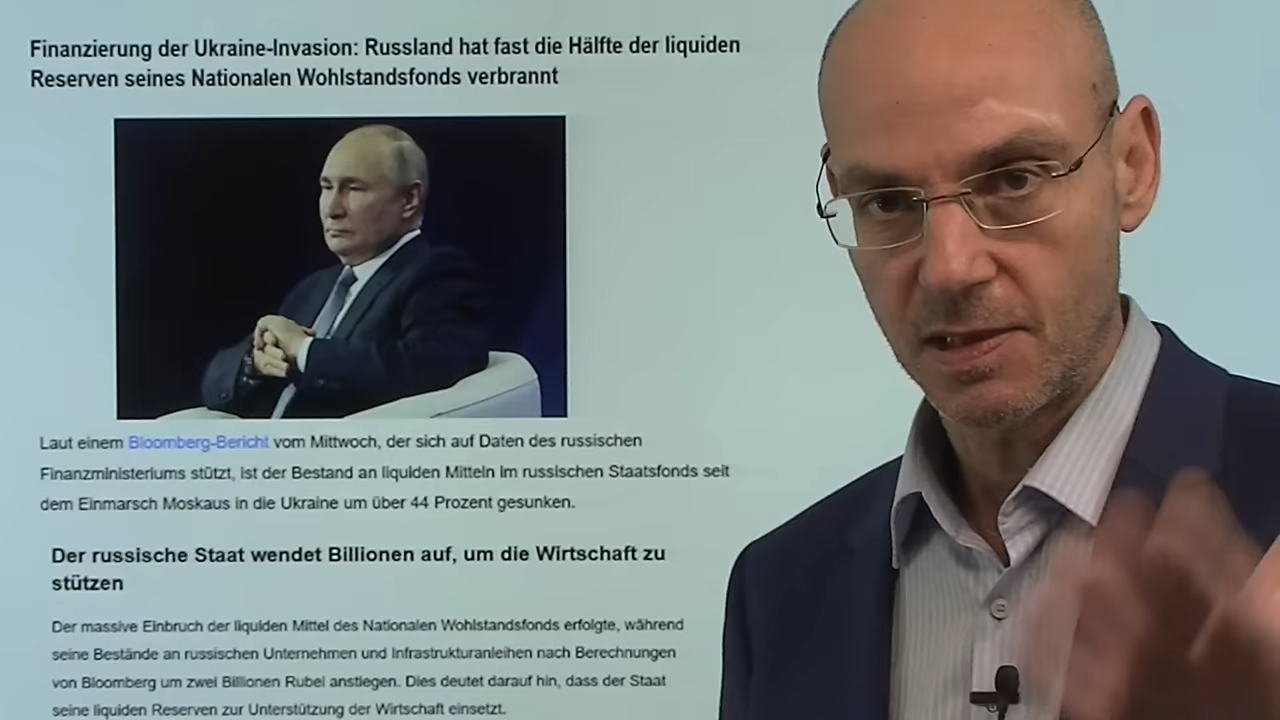 Finanzierung der Ukraine-Invasion: Russland hat fast die Hälfte der liquiden
Reserven seines Nationalen Wohlstandsfonds verbrannt
Laut einem Bloomberg-Bericht vom Mittwoch, der sich auf Daten des russischen
Finanzministeriums stützt, ist der Bestand an liquiden Mitteln im russischen Staatsfonds seit
dem Einmarsch Moskaus in die Ukraine um über 44 Prozent gesunken.
Der russische Staat wendet Billionen auf, um die Wirtschaft zu
stützen
Der massive Einbruch der liquiden Mittel des Nationalen Wohlstandsfonds erfolgte, während
seine Bestände an russischen Unternehmen und Infrastrukturanleihen nach Berechnungen
von Bloomberg um zwei Billionen Rubel anstiegen. Dies deutet darauf hin, dass der Staat
seine liquiden Reserven zur Unterstützung der Wirtschaft einsetzt.